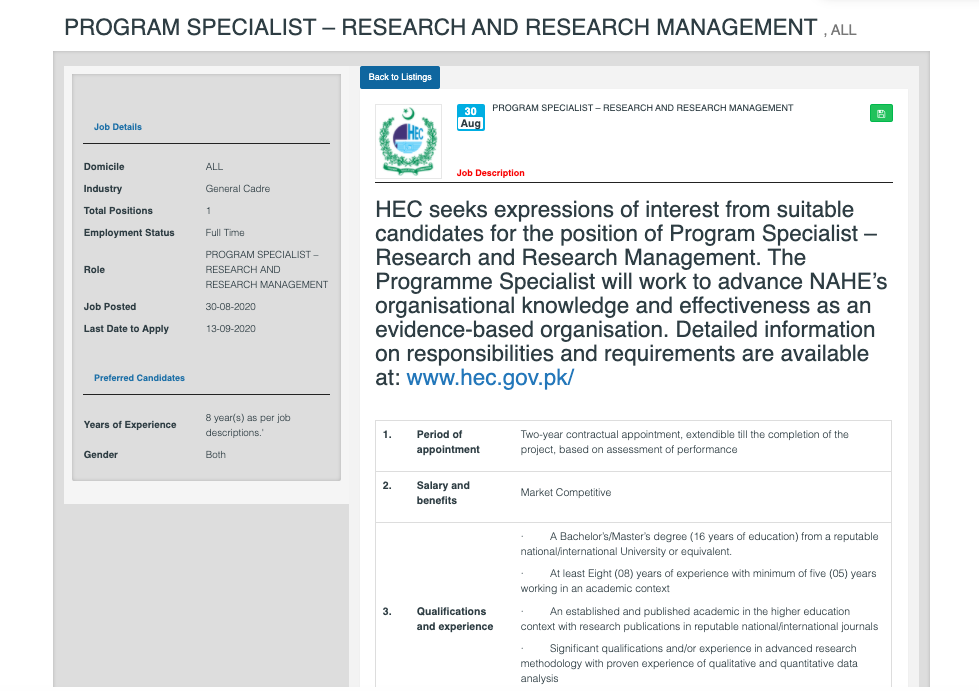 PROGRAM SPECIALIST – RESEARCH AND RESEARCH MANAGEMENT , ALL
Job Details
Domicile ALL
Industry General Cadre
Total Positions 1
Employment Status Full Time
Role PROGRAM SPECIALIST –
RESEARCH AND
RESEARCH MANAGEMENT
Job Posted 30-08-2020
Last Date to Apply 13-09-2020
Preferred Candidates
Years of Experience 8 year(s) as per job
descriptions.'
Gender Both
Back to Listings
HEC
30
Aug
PROGRAM SPECIALIST – RESEARCH AND RESEARCH MANAGEMENT
Job Description
HEC seeks expressions of interest from suitable
candidates for the position of Program Specialist –
Research and Research Management. The
Programme Specialist will work to advance NAHE's
organisational knowledge and effectiveness as an
evidence-based organisation. Detailed information
on responsibilities and requirements are available
at: www.hec.gov.pk/
1. Period of
appointment
Two-year contractual appointment, extendible till the completion of the
project, based on assessment of performance
2. Salary and
benefits
Market Competitive
3. Qualifications
and experience
· A Bachelor's/Master's degree (16 years of education) from a reputable
national/international University or equivalent.
· At least Eight (08) years of experience with minimum of five (05) years
working in an academic context
· An established and published academic in the higher education
context with research publications in reputable national/international journals
· Significant qualifications and/or experience in advanced research
methodology with proven experience of qualitative and quantitative data
analysis